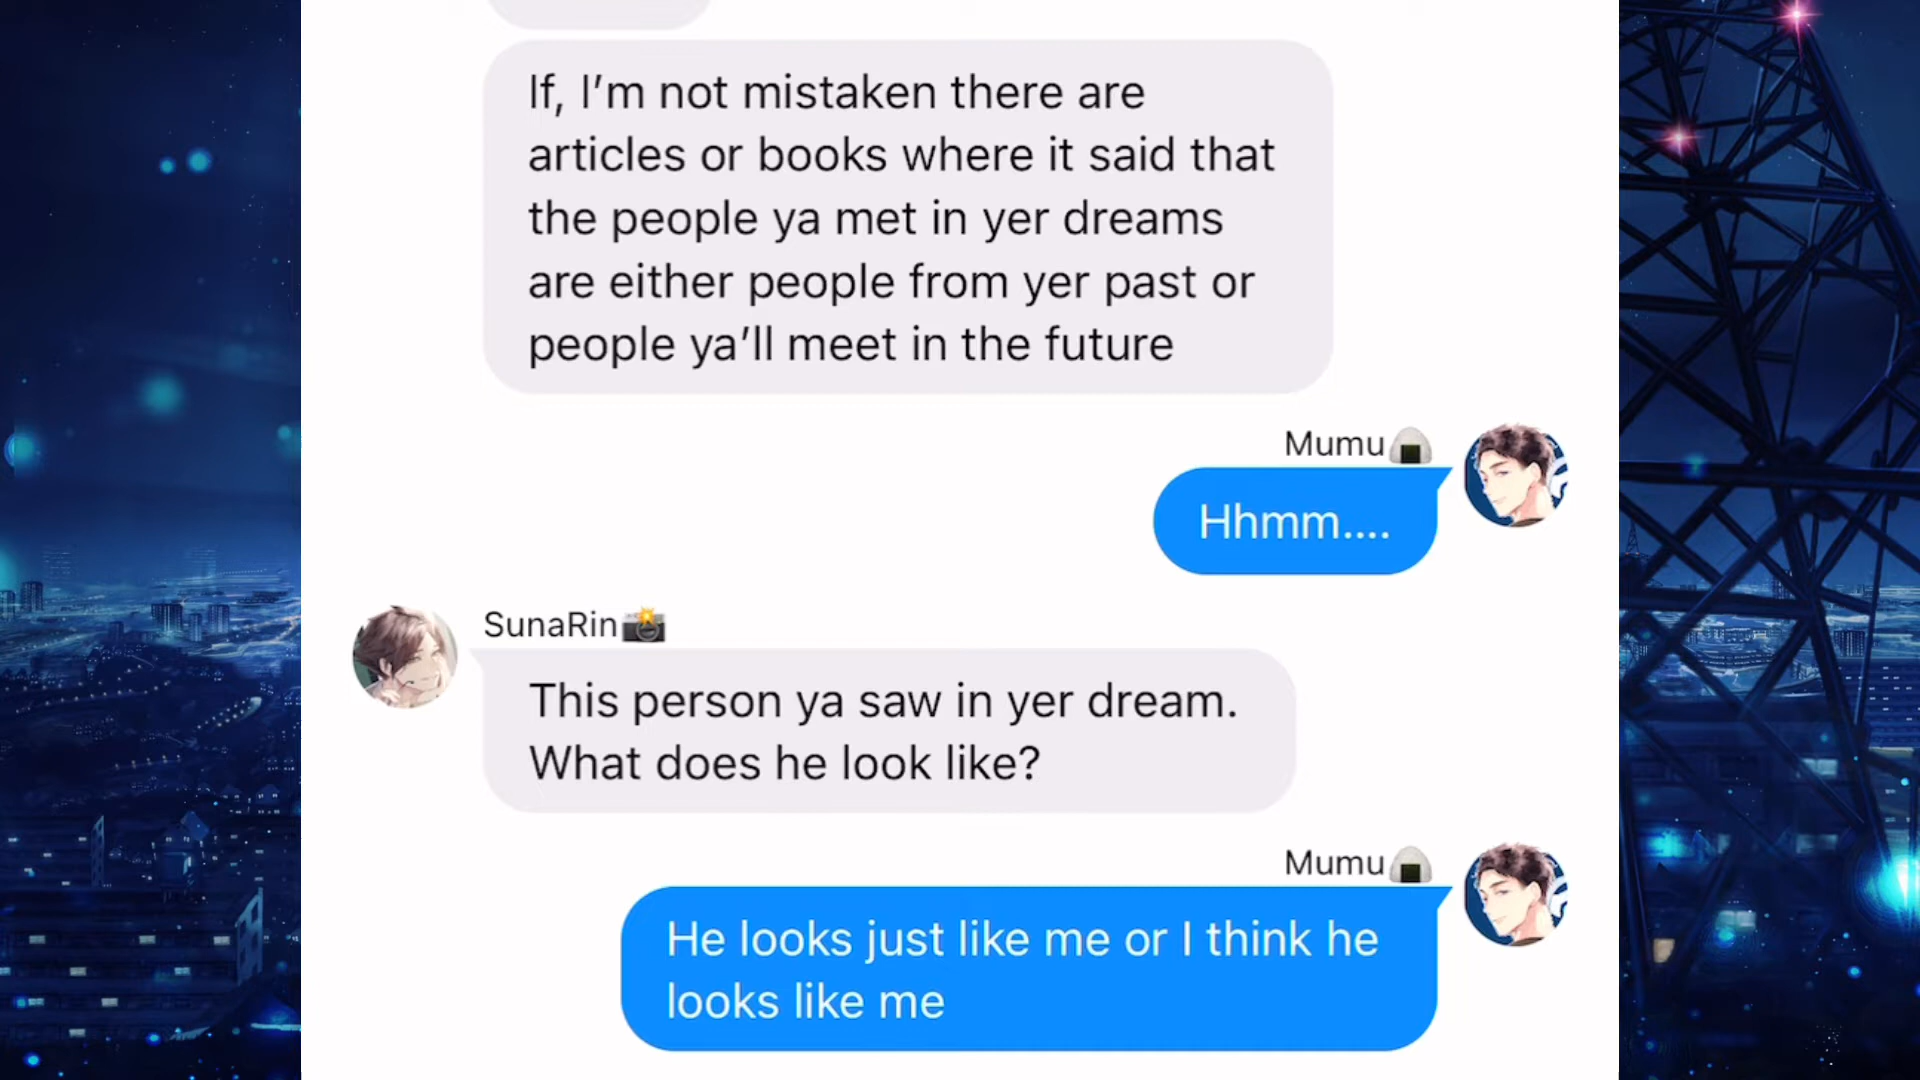 If, I’m not mistaken there are
articles or books where it said that
the people ya met in yer dreams
are either people from yer past or
people ya’ll meet in the future
Mumu🍙
Hhmm....
SunaRin📸
This person ya saw in yer dream.
What does he look like?
Mumu🍙
He looks just like me or I think he
looks like me